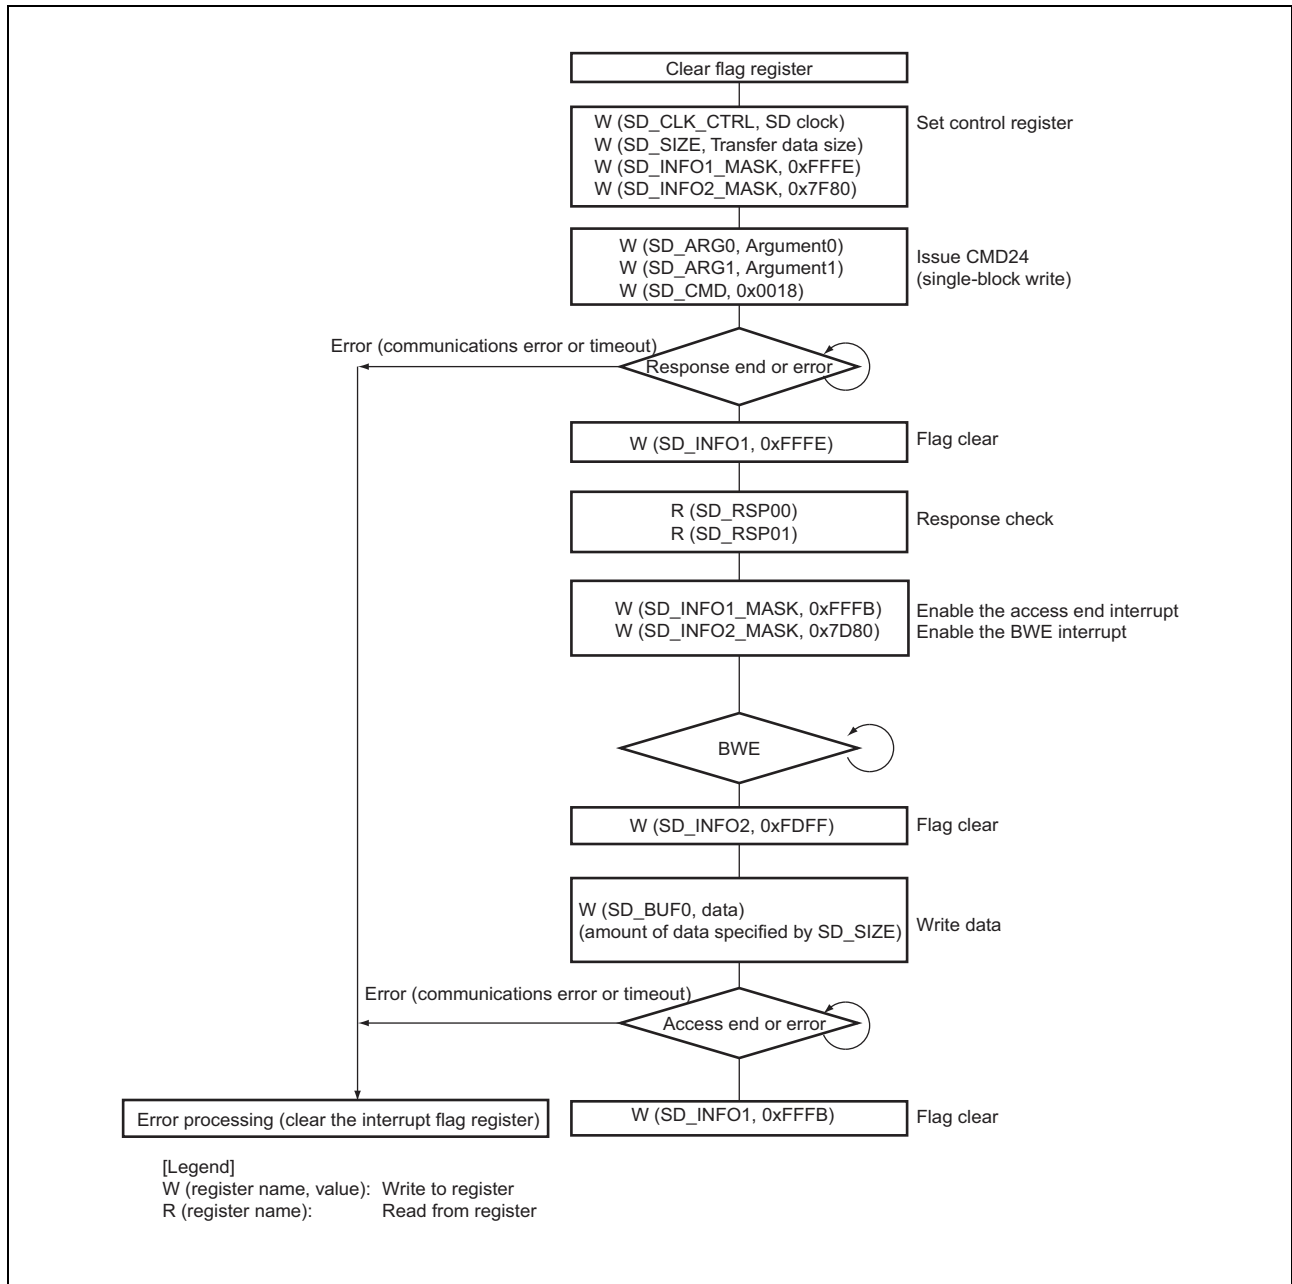 Clear flag register
W (SD_CLK_CTRL, SD clock)
W (SD_SIZE, Transfer data size)
W (SD_INFO1_MASK, 0xFFFE)
W (SD_INFO2_MASK, 0x7F80)
Set control register
W (SD_ARG0, Argument0)
W (SD_ARG1, Argument1)
W (SD_CMD, 0x0018)
Issue CMD24
(single-block write)
Error (communications error or timeout)
Response end or error
W (SD_INFO1, 0xFFFE)
Flag clear
R (SD_RSP00)
R (SD_RSP01)
Response check
W (SD_INFO1_MASK, 0xFFFB)
W (SD_INFO2_MASK, 0x7D80)
Enable the access end interrupt
Enable the BWE interrupt
BWE
W (SD_INFO2, 0xFDFF)
Flag clear
W (SD_BUF0, data)
(amount of data specified by SD_SIZE)
Write data
Error (communications error or timeout)
Access end or error
Error processing (clear the interrupt flag register)
W (SD_INFO1, 0xFFFB)
Flag clear
[Legend]
W (register name, value): Write to register
R (register name): Read from register